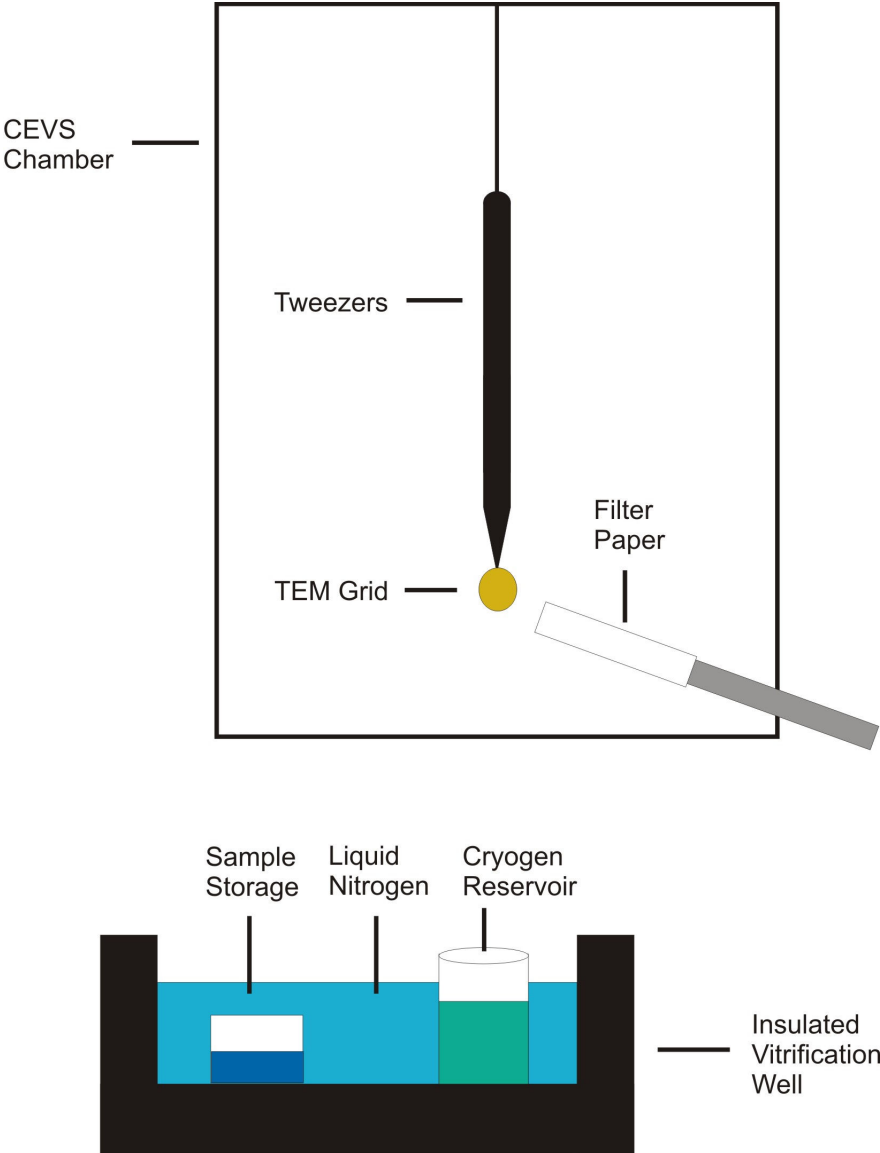 CEVS
Chamber
Tweezers
Filter
Paper
TEM Grid
Sample
Storage
Liquid
Nitrogen
Cryogen
Reservoir
Insulated
Vitrification
Well